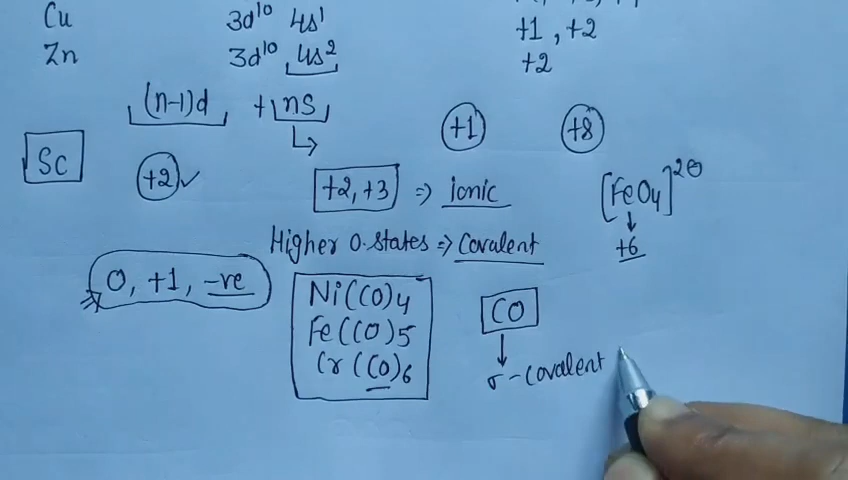 Cu 3d¹⁰ 4s¹ +1, +2
Zn 3d¹⁰ 4s² +2
(n-1)d + ns +1 +8
Sc +2 ✓ +2, +3 ⇒ ionic [FeO4]²⊖
+6
Higher O. states ⇒ Covalent
0, +1, -ve
Ni(CO)4
Fe(CO)5
Cr(CO)6
CO
σ-covalent